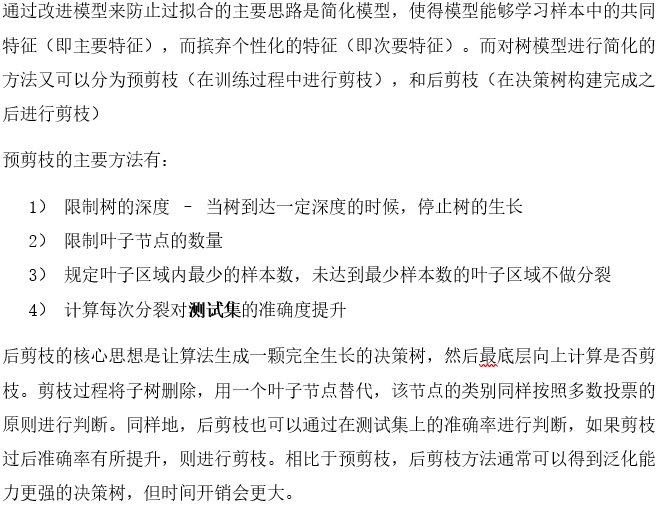 通过改进模型来防止过拟合的主要思路是简化模型，使得模型能够学习样本中的共同
特征（即主要特征），而摈弃个性化的特征（即次要特征）。而对树模型进行简化的
方法又可以分为预剪枝（在训练过程中进行剪枝），和后剪枝（在决策树构建完成之
后进行剪枝）
预剪枝的主要方法有：
1） 限制树的深度 – 当树到达一定深度的时候，停止树的生长
2） 限制叶子节点的数量
3） 规定叶子区域内最少的样本数，未达到最少样本数的叶子区域不做分裂
4） 计算每次分裂对测试集的准确度提升
后剪枝的核心思想是让算法生成一颗完全生长的决策树，然后最底层向上计算是否剪
枝。剪枝过程将子树删除，用一个叶子节点替代，该节点的类别同样按照多数投票的
原则进行判断。同样地，后剪枝也可以通过在测试集上的准确率进行判断，如果剪枝
过后准确率有所提升，则进行剪枝。相比于预剪枝，后剪枝方法通常可以得到泛化能
力更强的决策树，但时间开销会更大。